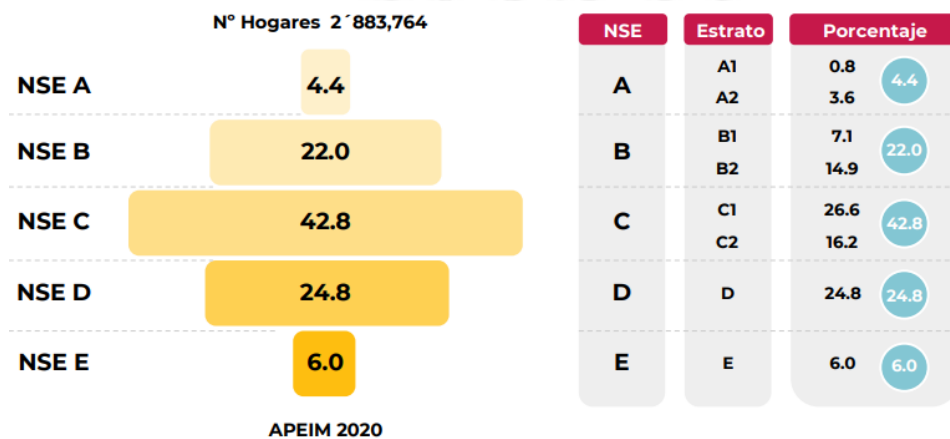 Nº Hogares 2´883,764
NSE A 4.4
NSE B 22.0
NSE C 42.8
NSE D 24.8
NSE E 6.0
APEIM 2020
NSE Estrato Porcentaje
A1 0.8
A 4.4
A2 3.6
B1 7.1
B 22.0
B2 14.9
C1 26.6
C 42.8
C2 16.2
D D 24.8 24.8
E E 6.0 6.0